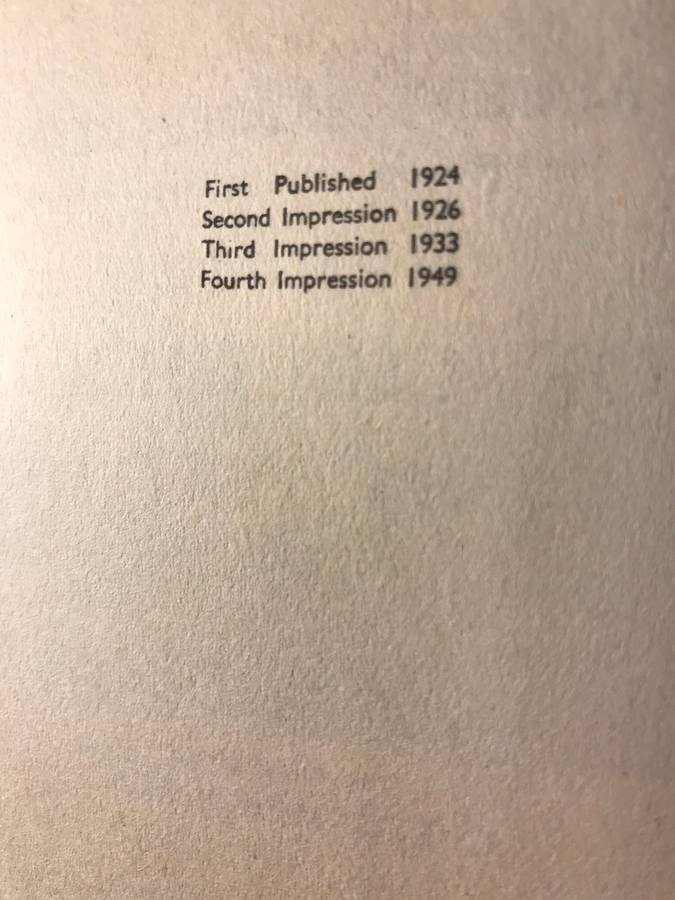 First Published 1924
Second Impression 1926
Third Impression 1933
Fourth Impression 1949